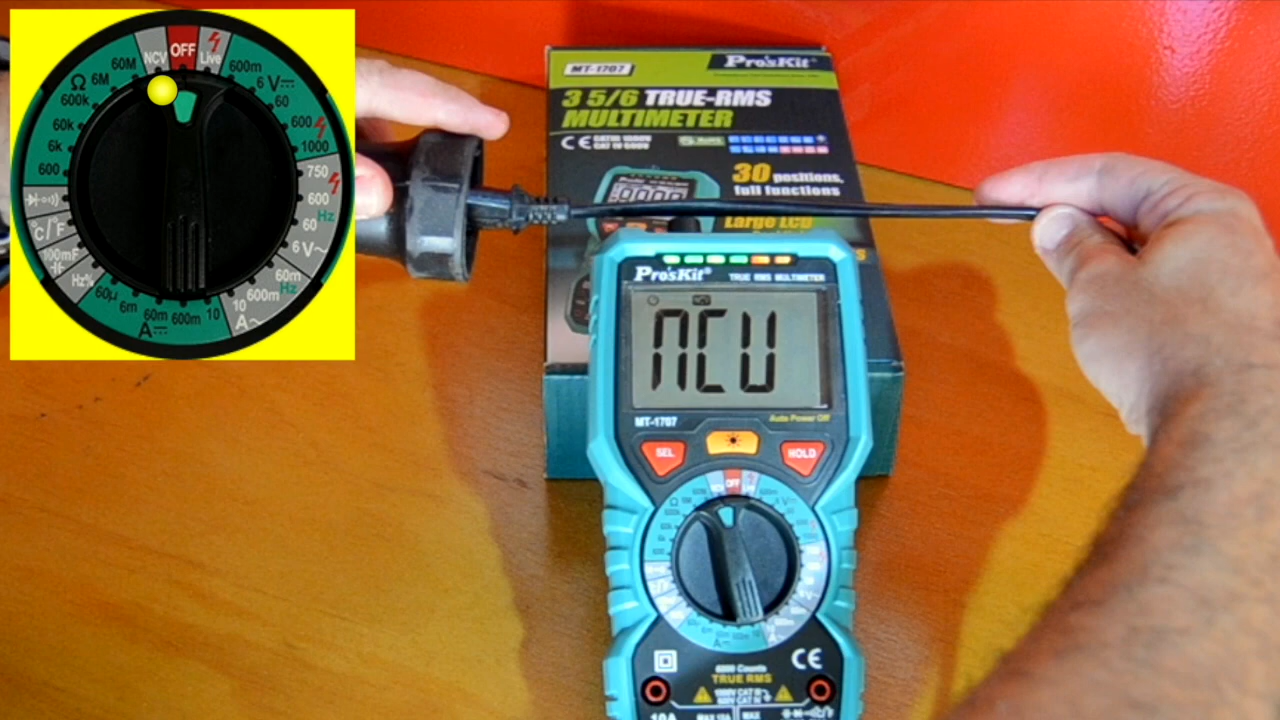 NCV
OFF
Live
60M
6M
Ω
600k
60k
6k
600
600m
6 V
60
600
1000
750
600
Hz
60
6 V~
°C/°F
100mF
Hz%
60µ
6m
60m
600m
10
A
60m
Hz
600m
10
A~
MT-1707
Pro'sKit®
3 5/6 TRUE-RMS
MULTIMETER
CE
30 positions,
full functions
Large LCD
Pro'sKit®
TRUE RMS MULTIMETER
NCV
MT-1707
Auto Power Off
SEL
HOLD
OFF
CE
6000 Counts
TRUE RMS
10A
MAX